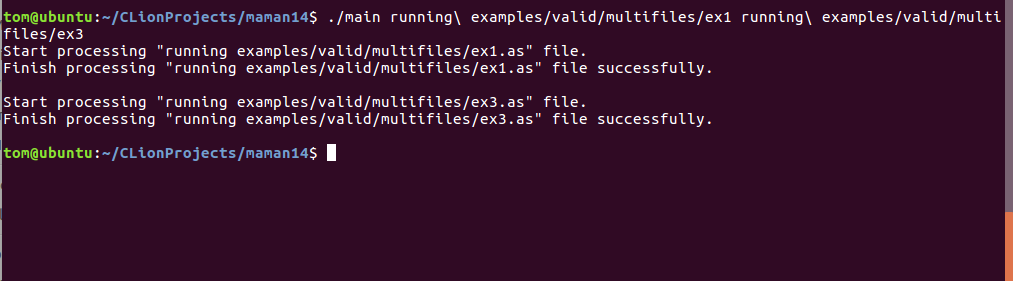 tom@ubuntu:~/CLionProjects/maman14$ ./main running\ examples/valid/multifiles/ex1 running\ examples/valid/multi
files/ex3
Start processing "running examples/valid/multifiles/ex1.as" file.
Finish processing "running examples/valid/multifiles/ex1.as" file successfully.

Start processing "running examples/valid/multifiles/ex3.as" file.
Finish processing "running examples/valid/multifiles/ex3.as" file successfully.

tom@ubuntu:~/CLionProjects/maman14$